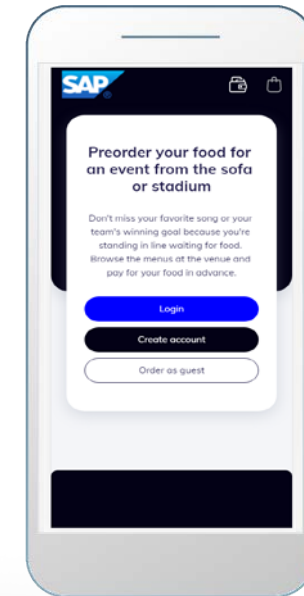 SAP
Preorder your food for
an event from the sofa
or stadium
Don't miss your favorite song or your
team's winning goal because you're
standing in line waiting for food.
Browse the menus at the venue and
pay for your food in advance.
Login
Create account
Order as guest